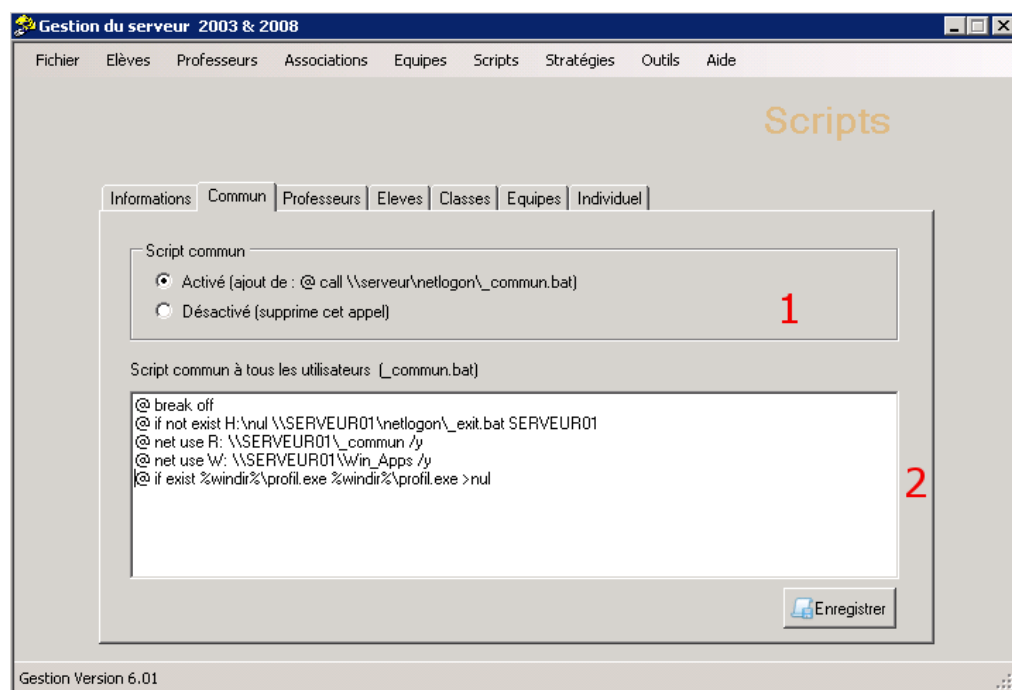 Gestion du serveur 2003 & 2008
Fichier Elèves Professeurs Associations Equipes Scripts Stratégies Outils Aide
Scripts
Informations Commun Professeurs Eleves Classes Equipes Individuel
Script commun
Activé (ajout de : @ call \\serveur\netlogon\_commun.bat)
Désactivé (supprime cet appel)
1
Script commun à tous les utilisateurs (_commun.bat)
@ break off
@ if not exist H:\nul \\SERVEUR01\netlogon\_exit.bat SERVEUR01
@ net use R: \\SERVEUR01\_commun /y
@ net use W: \\SERVEUR01\Win_Apps /y
@ if exist %windir%\profil.exe %windir%\profil.exe >nul
2
Enregistrer
Gestion Version 6.01